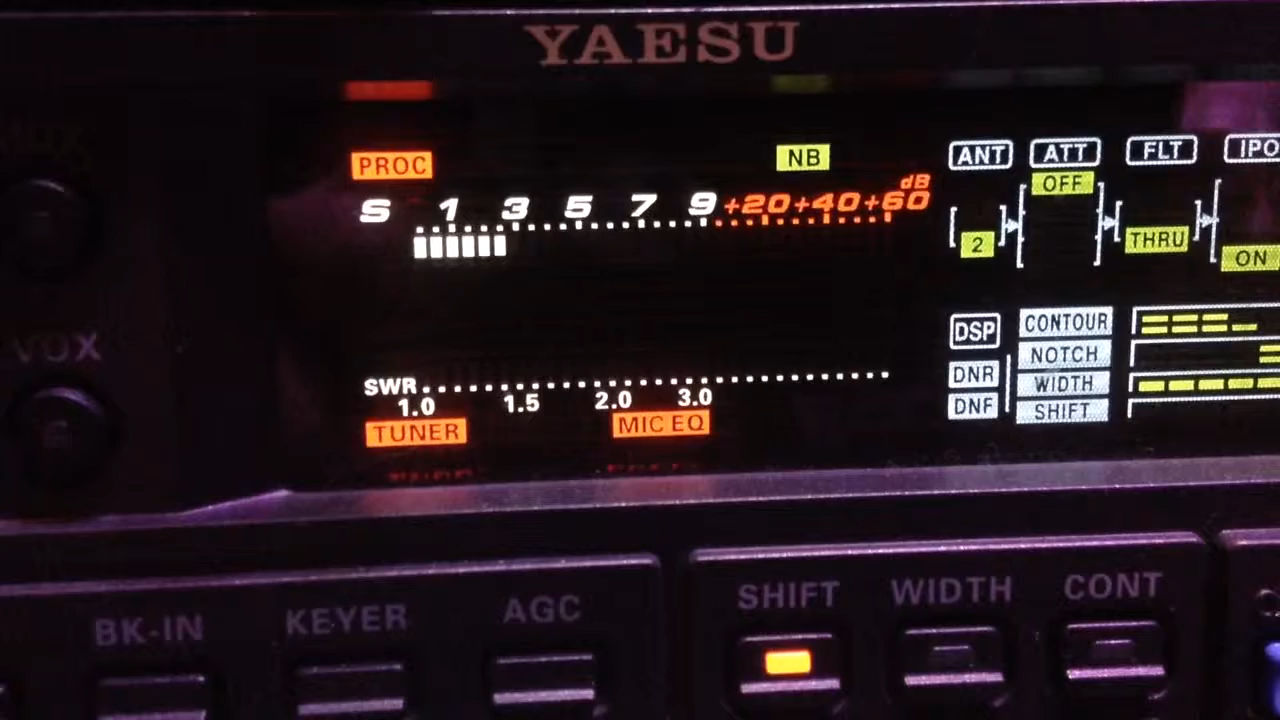 YAESU
PROC
NB
S 1 3 5 7 9 +20 +40 +60 dB
ANT ATT FLT IPO
OFF
2
THRU
ON
DSP
CONTOUR
NOTCH
DNR
WIDTH
DNF
SHIFT
VOX
SWR
1.0 1.5 2.0 3.0
TUNER
MIC EQ
BK-IN KEYER AGC SHIFT WIDTH CONT